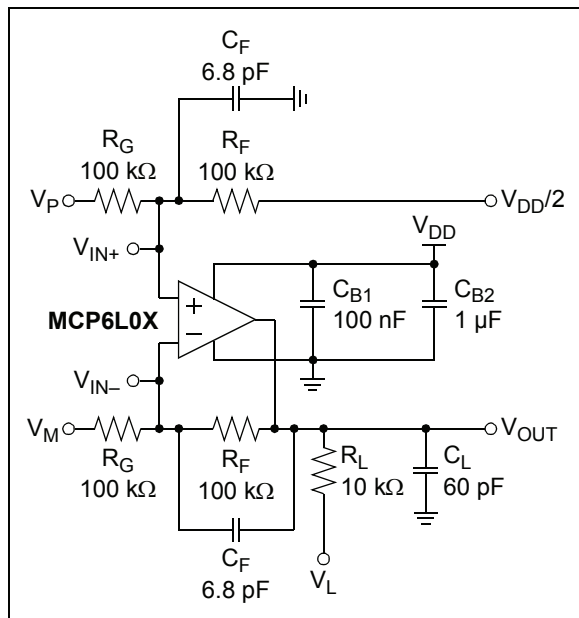 C_F
6.8 pF
R_G
100 kΩ
R_F
100 kΩ
V_P
V_DD/2
V_DD
V_IN+
C_B1
100 nF
C_B2
1 µF
MCP6L0X
+
−
V_IN–
V_M
V_OUT
R_G
100 kΩ
R_F
100 kΩ
R_L
10 kΩ
C_L
60 pF
C_F
6.8 pF
V_L